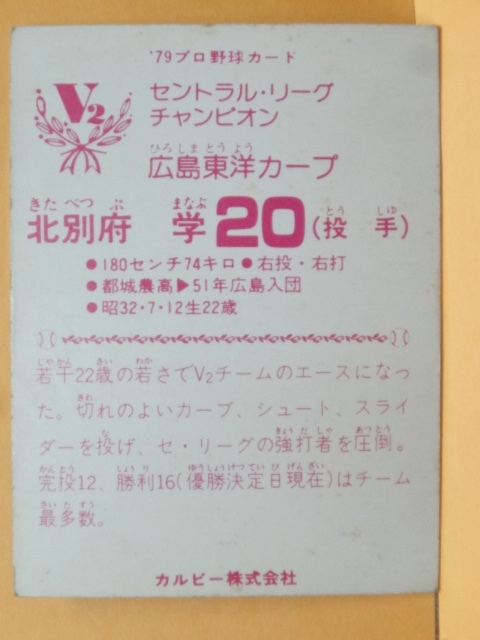 '79プロ野球カード
V2
セントラル・リーグ
チャンピオン
ひろしまとうよう
広島東洋カープ
きたべつぷ まなぶ とう しゆ
北別府 学 20 (投 手)
●180センチ74キロ●右投・右打
●都城農高▶51年広島入団
●昭32・7・12生22歳
じやかん さい わか
若干22歳の若さでV2チームのエースになっ
きれ
た。切れのよいカーブ、シュート、スライ
な きようだしや あつとう
ダーを投げ、セ・リーグの強打者を圧倒。
かんとう しようり ゆうしようけつていび げんざい
完投12、勝利16(優勝決定日現在)はチーム
さいたすう
最多数。
カルビー株式会社